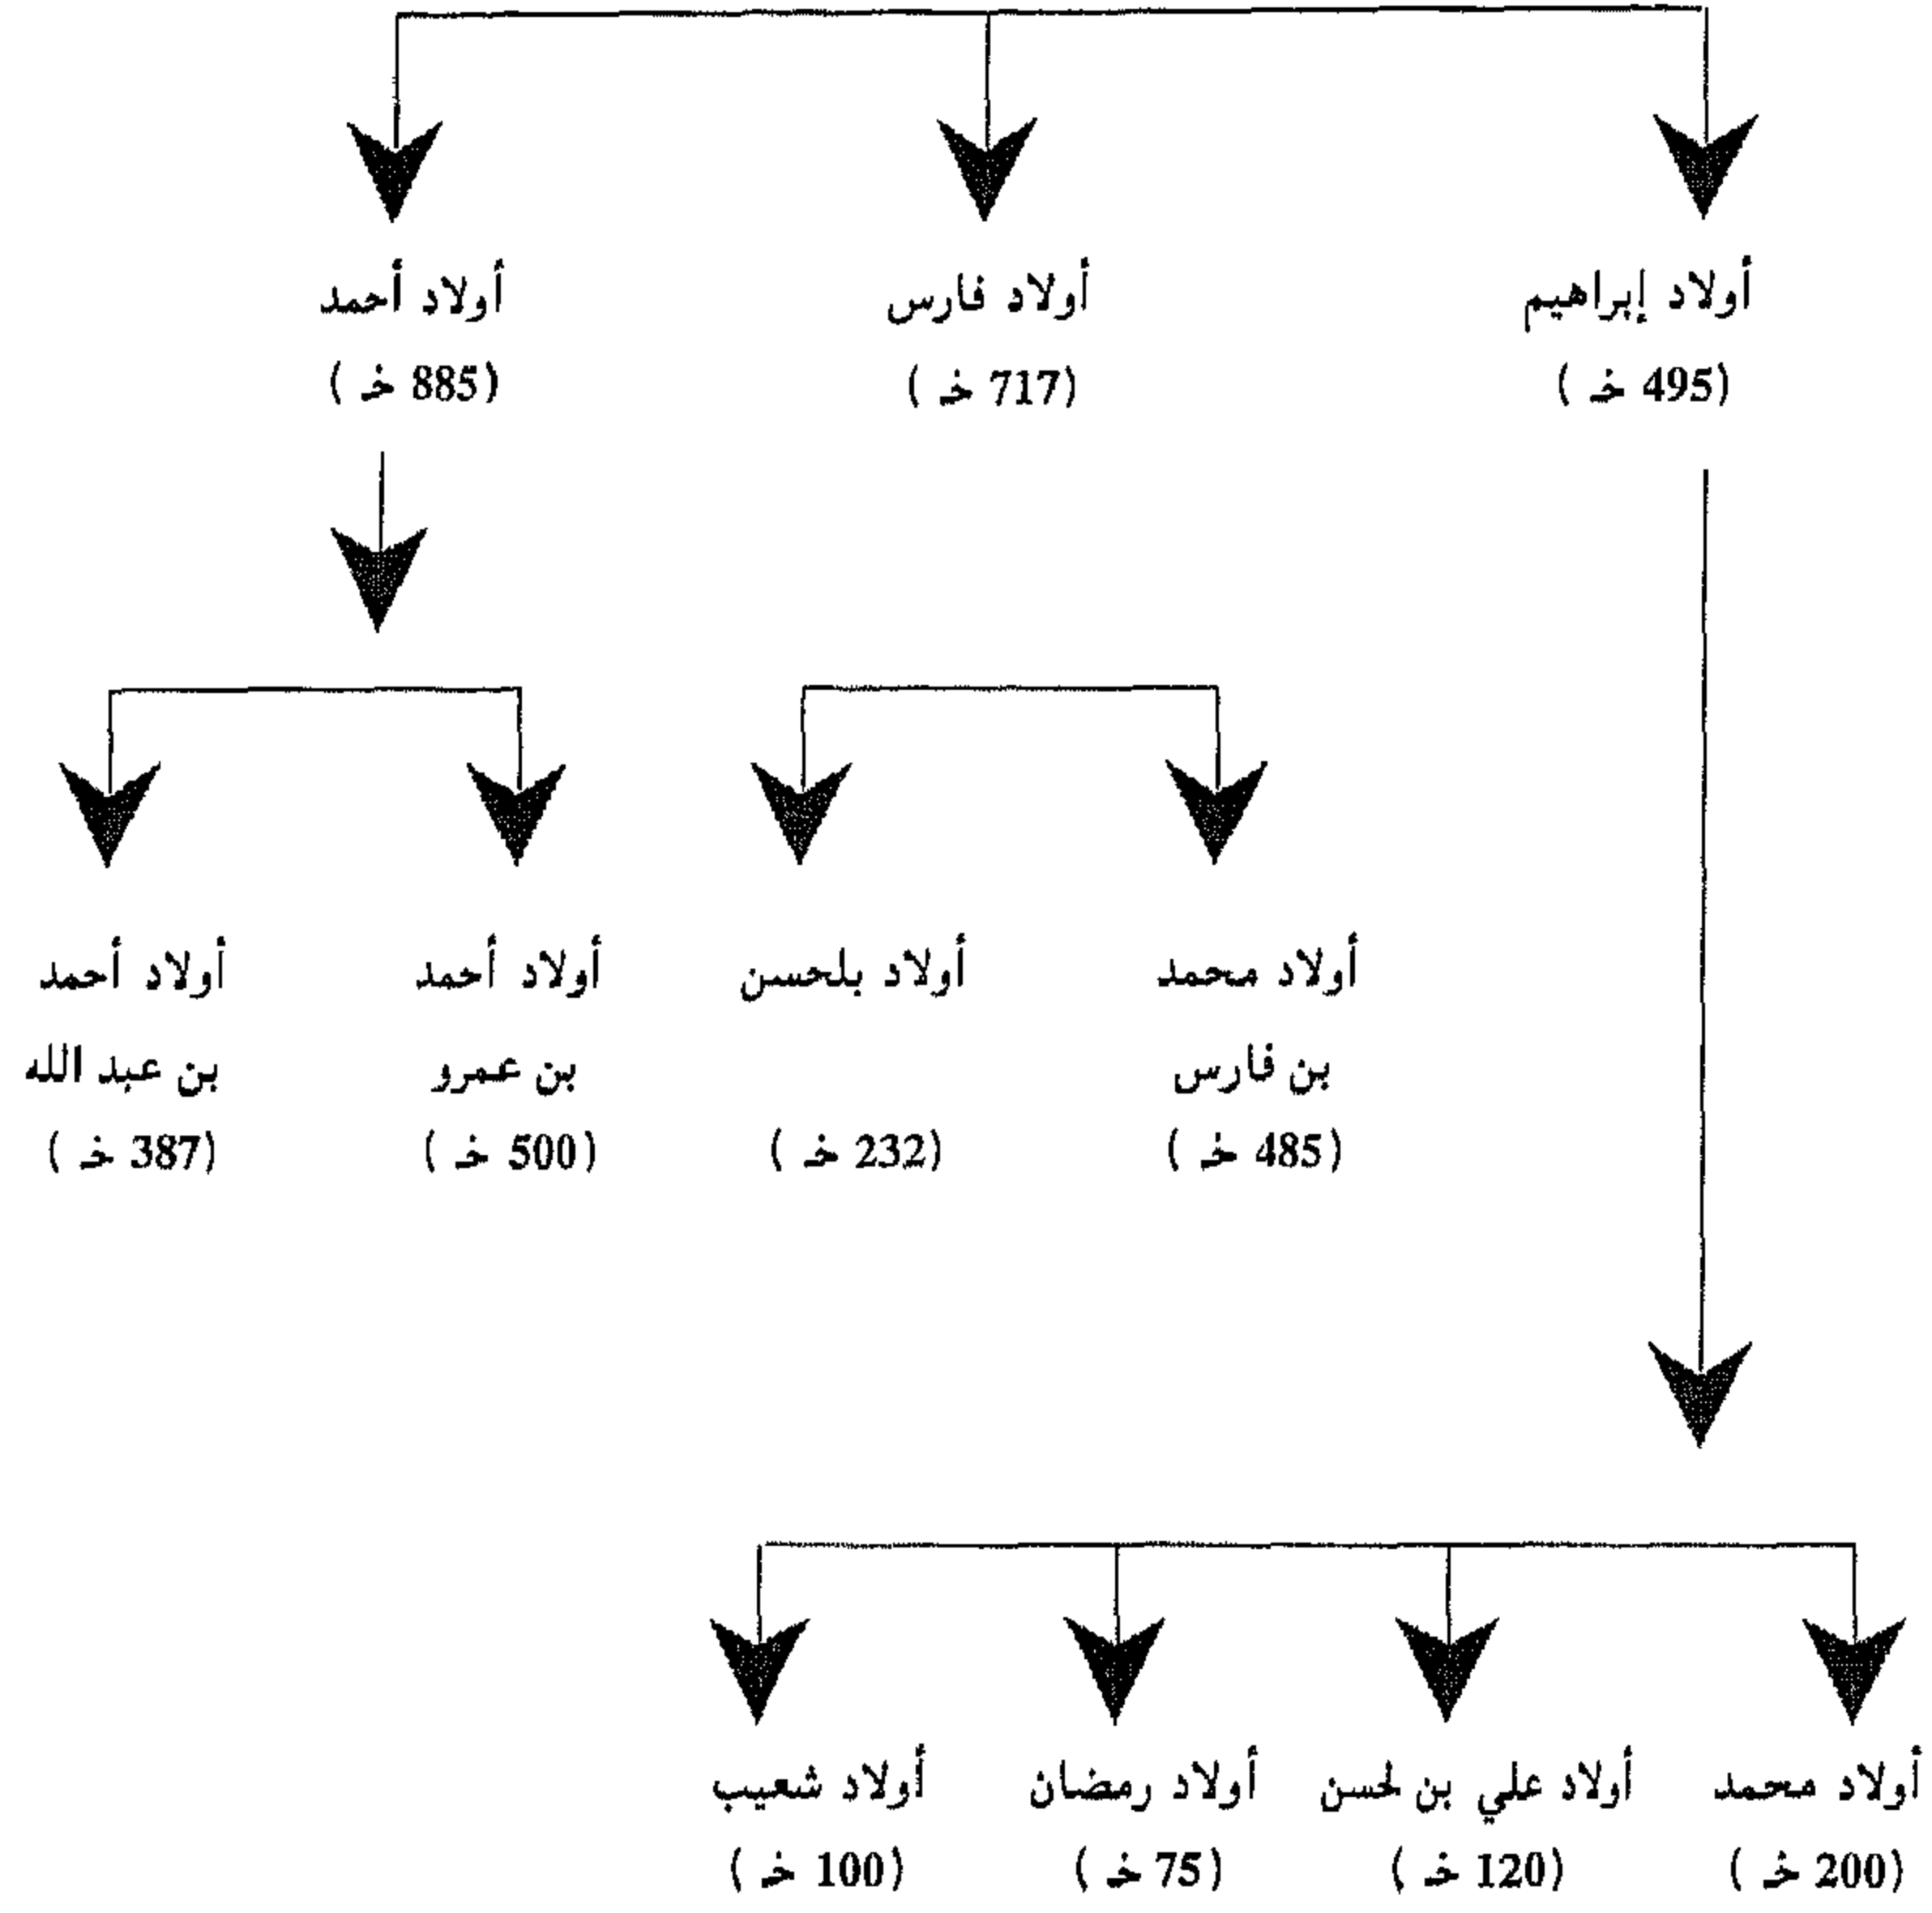 أولاد إبراهيم
(495 خـ )
أولاد فارس
(717 خـ )
أولاد أحمد
(885 خـ )
أولاد محمد
بن فارس
(485 خـ )
أولاد بلحسن
(232 خـ )
أولاد أحمد
بن عمرو
(500 خـ )
أولاد أحمد
بن عبد الله
(387 خـ )
أولاد محمد
(200 خـ )
أولاد علي بن لحسن
(120 خـ )
أولاد رمضان
(75 خـ )
أولاد شعيب
(100 خـ )